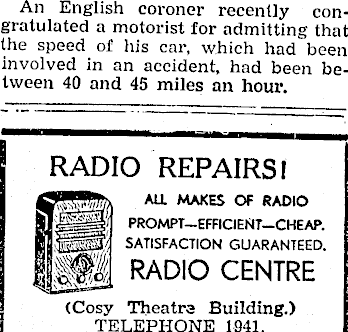 An English coroner recently con-
gratulated a motorist for admitting that
the speed of his car, which had been
involved in an accident, had been be-
tween 40 and 45 miles an hour.
RADIO REPAIRS!
ALL MAKES OF RADIO
PROMPT—EFFICIENT—CHEAP.
SATISFACTION GUARANTEED.
RADIO CENTRE
(Cosy Theatre Building.)
TELEPHONE 1941.